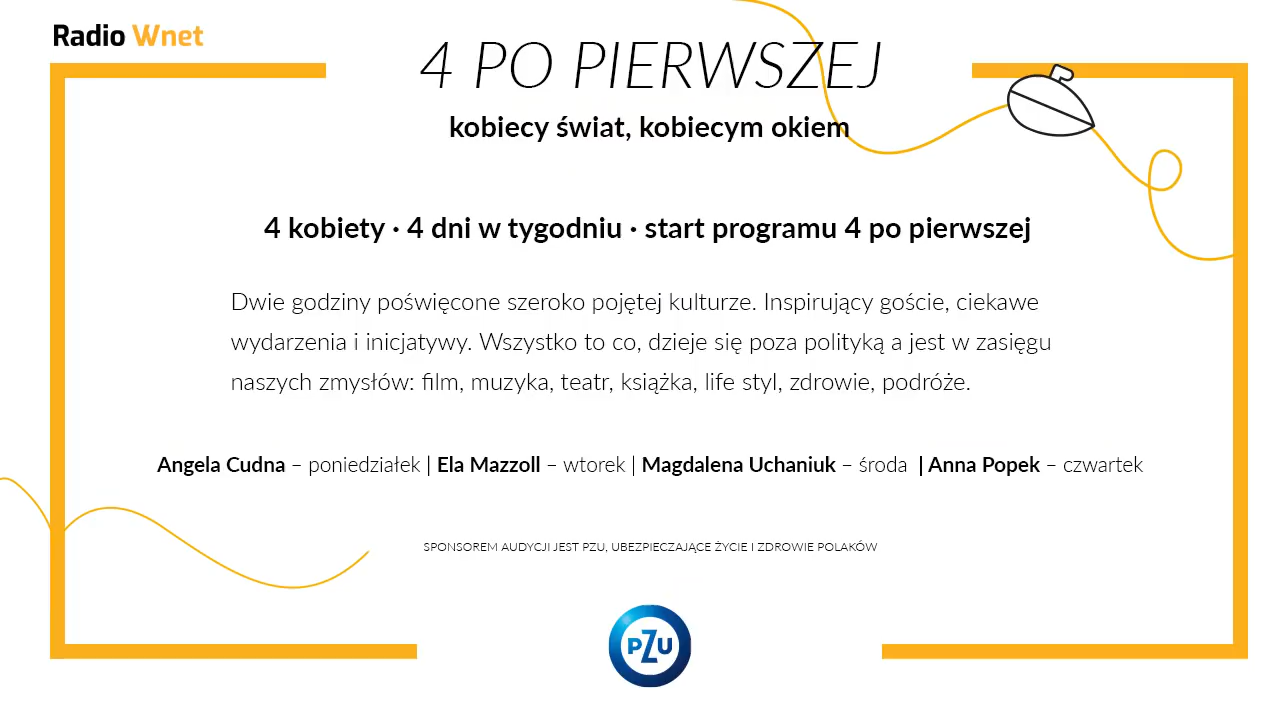 Radio Wnet
4 PO PIERWSZEJ
kobiecy świat, kobiecym okiem
4 kobiety · 4 dni w tygodniu · start programu 4 po pierwszej
Dwie godziny poświęcone szeroko pojętej kulturze. Inspirujący goście, ciekawe
wydarzenia i inicjatywy. Wszystko to co, dzieje się poza polityką a jest w zasięgu
naszych zmysłów: film, muzyka, teatr, książka, life styl, zdrowie, podróże.
Angela Cudna – poniedziałek | Ela Mazzoll – wtorek | Magdalena Uchaniuk – środa | Anna Popek – czwartek
SPONSOREM AUDYCJI JEST PZU, UBEZPIECZAJĄCE ŻYCIE I ZDROWIE POLAKÓW
PZU